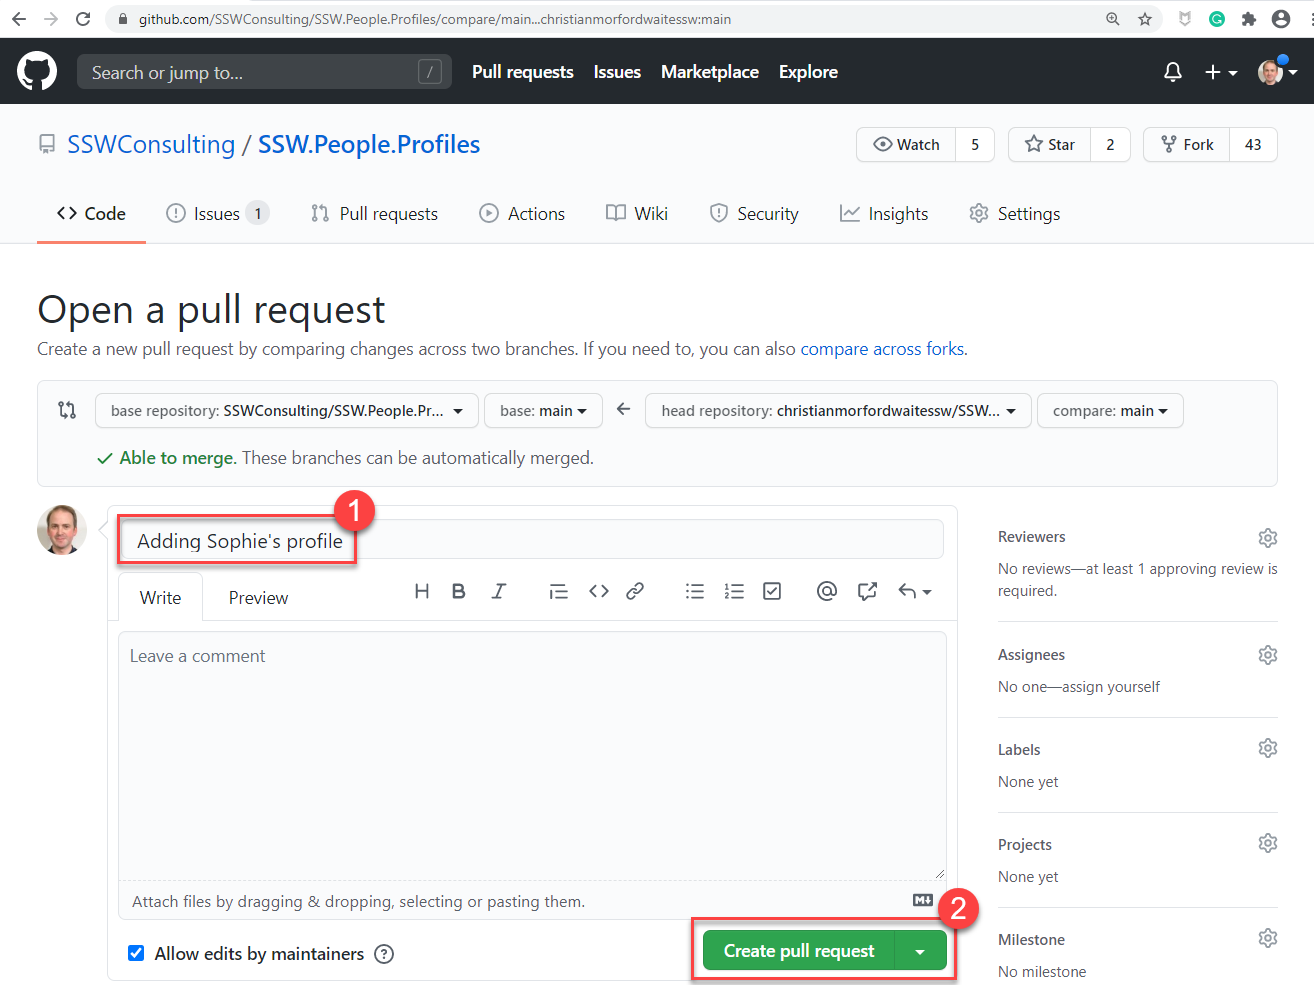 github.com/SSWConsulting/SSW.People.Profiles/compare/main...christianmorfordwaitessw:main
Search or jump to... / Pull requests Issues Marketplace Explore
SSWConsulting / SSW.People.Profiles Watch 5 Star 2 Fork 43
Code Issues 1 Pull requests Actions Wiki Security Insights Settings
Open a pull request
Create a new pull request by comparing changes across two branches. If you need to, you can also compare across forks.
base repository: SSWConsulting/SSW.People.Pr... base: main head repository: christianmorfordwaitessw/SSW... compare: main
Able to merge. These branches can be automatically merged.
1
Adding Sophie's profile
Write Preview
Leave a comment
Attach files by dragging & dropping, selecting or pasting them.
2
Allow edits by maintainers ? Create pull request
Reviewers
No reviews—at least 1 approving review is
required.
Assignees
No one—assign yourself
Labels
None yet
Projects
None yet
Milestone
No milestone